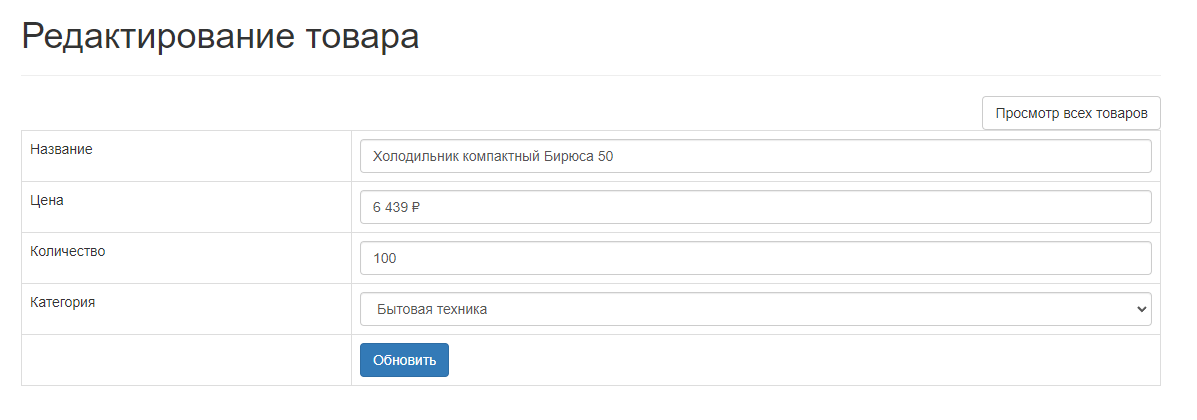 Редактирование товара
Просмотр всех товаров
Название
Холодильник компактный Бирюса 50
Цена
6 439 ₽
Количество
100
Категория
Бытовая техника
Обновить